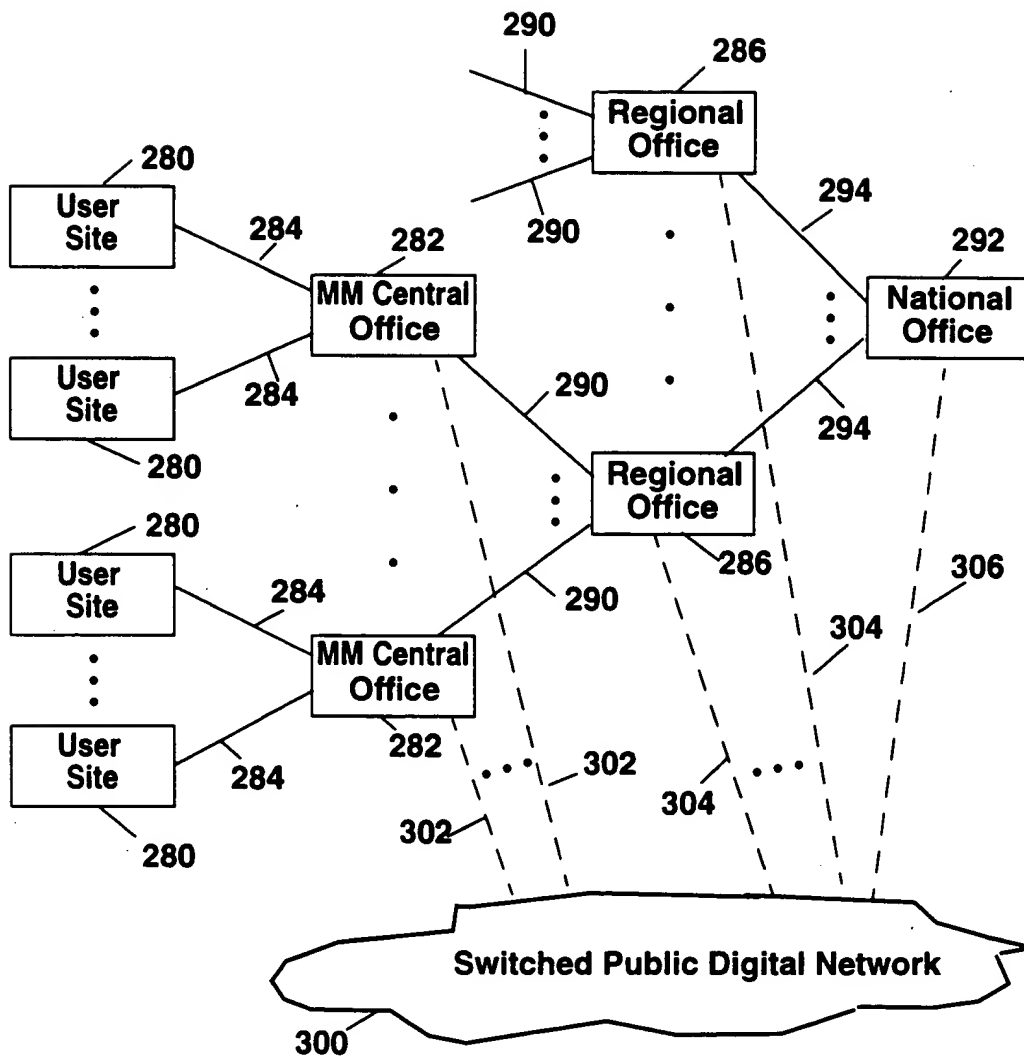 290
286
Regional
Office
280
User
Site
284
290
294
282
292
MM Central
Office
National
Office
User
Site
284
290
294
280
Regional
Office
280
286
306
User
Site
284
290
304
MM Central
Office
User
Site
282
284
302
304
302
280
Switched Public Digital Network
300